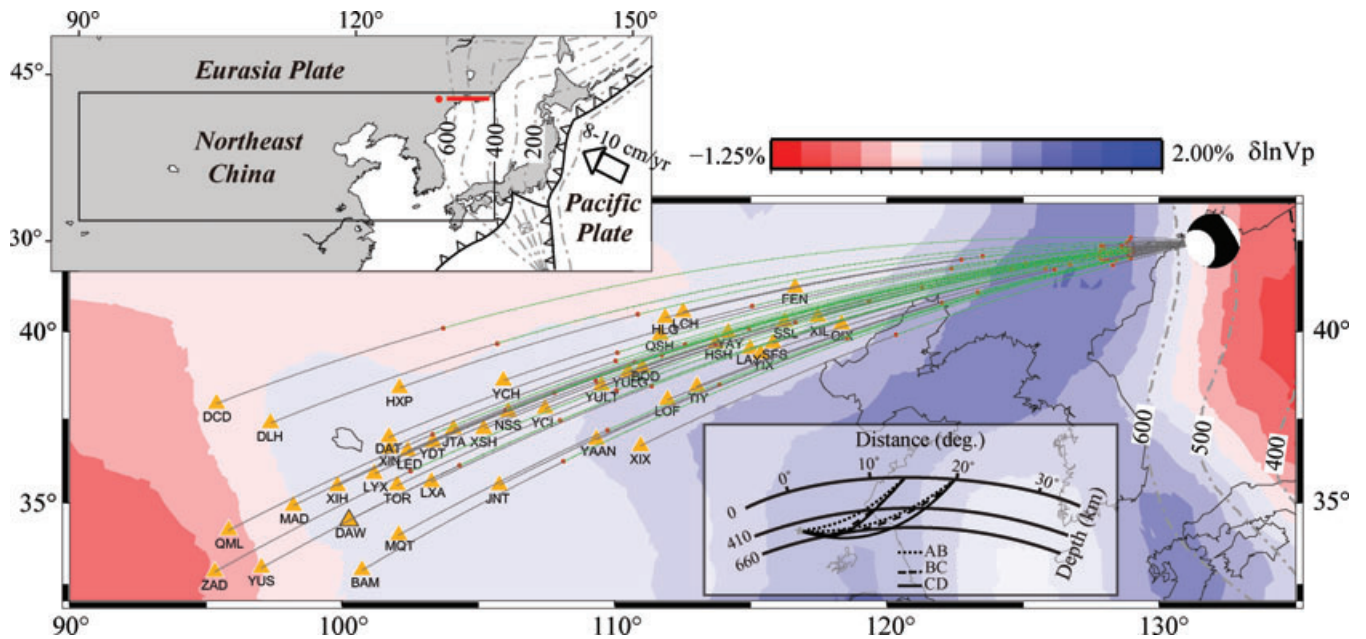 90° 120° 150°
45°
30°
Eurasia Plate
Northeast
China
600
400
200
8-10 cm/yr
Pacific
Plate
−1.25% 2.00% δlnVp
40° 40°
35° 35°
FEN
LCH
HLG
QSH
YAY
HSH
SSL
XIL
LAY
SFS
YIX
YULG
YULT
TIY
LOF
YCH
HXP
DCD
DLH
NSS
YCI
DAT
XIN
LED
YDT
JTA
XSH
YAAN
XIX
LYX
TOR
LXA
JNT
XIH
MAD
DAW
MQT
QML
ZAD
YUS
BAM
600
500
400
Distance (deg.)
0° 10° 20° 30°
0
410
660
Depth (km)
AB
BC
CD
90° 100° 110° 120° 130°